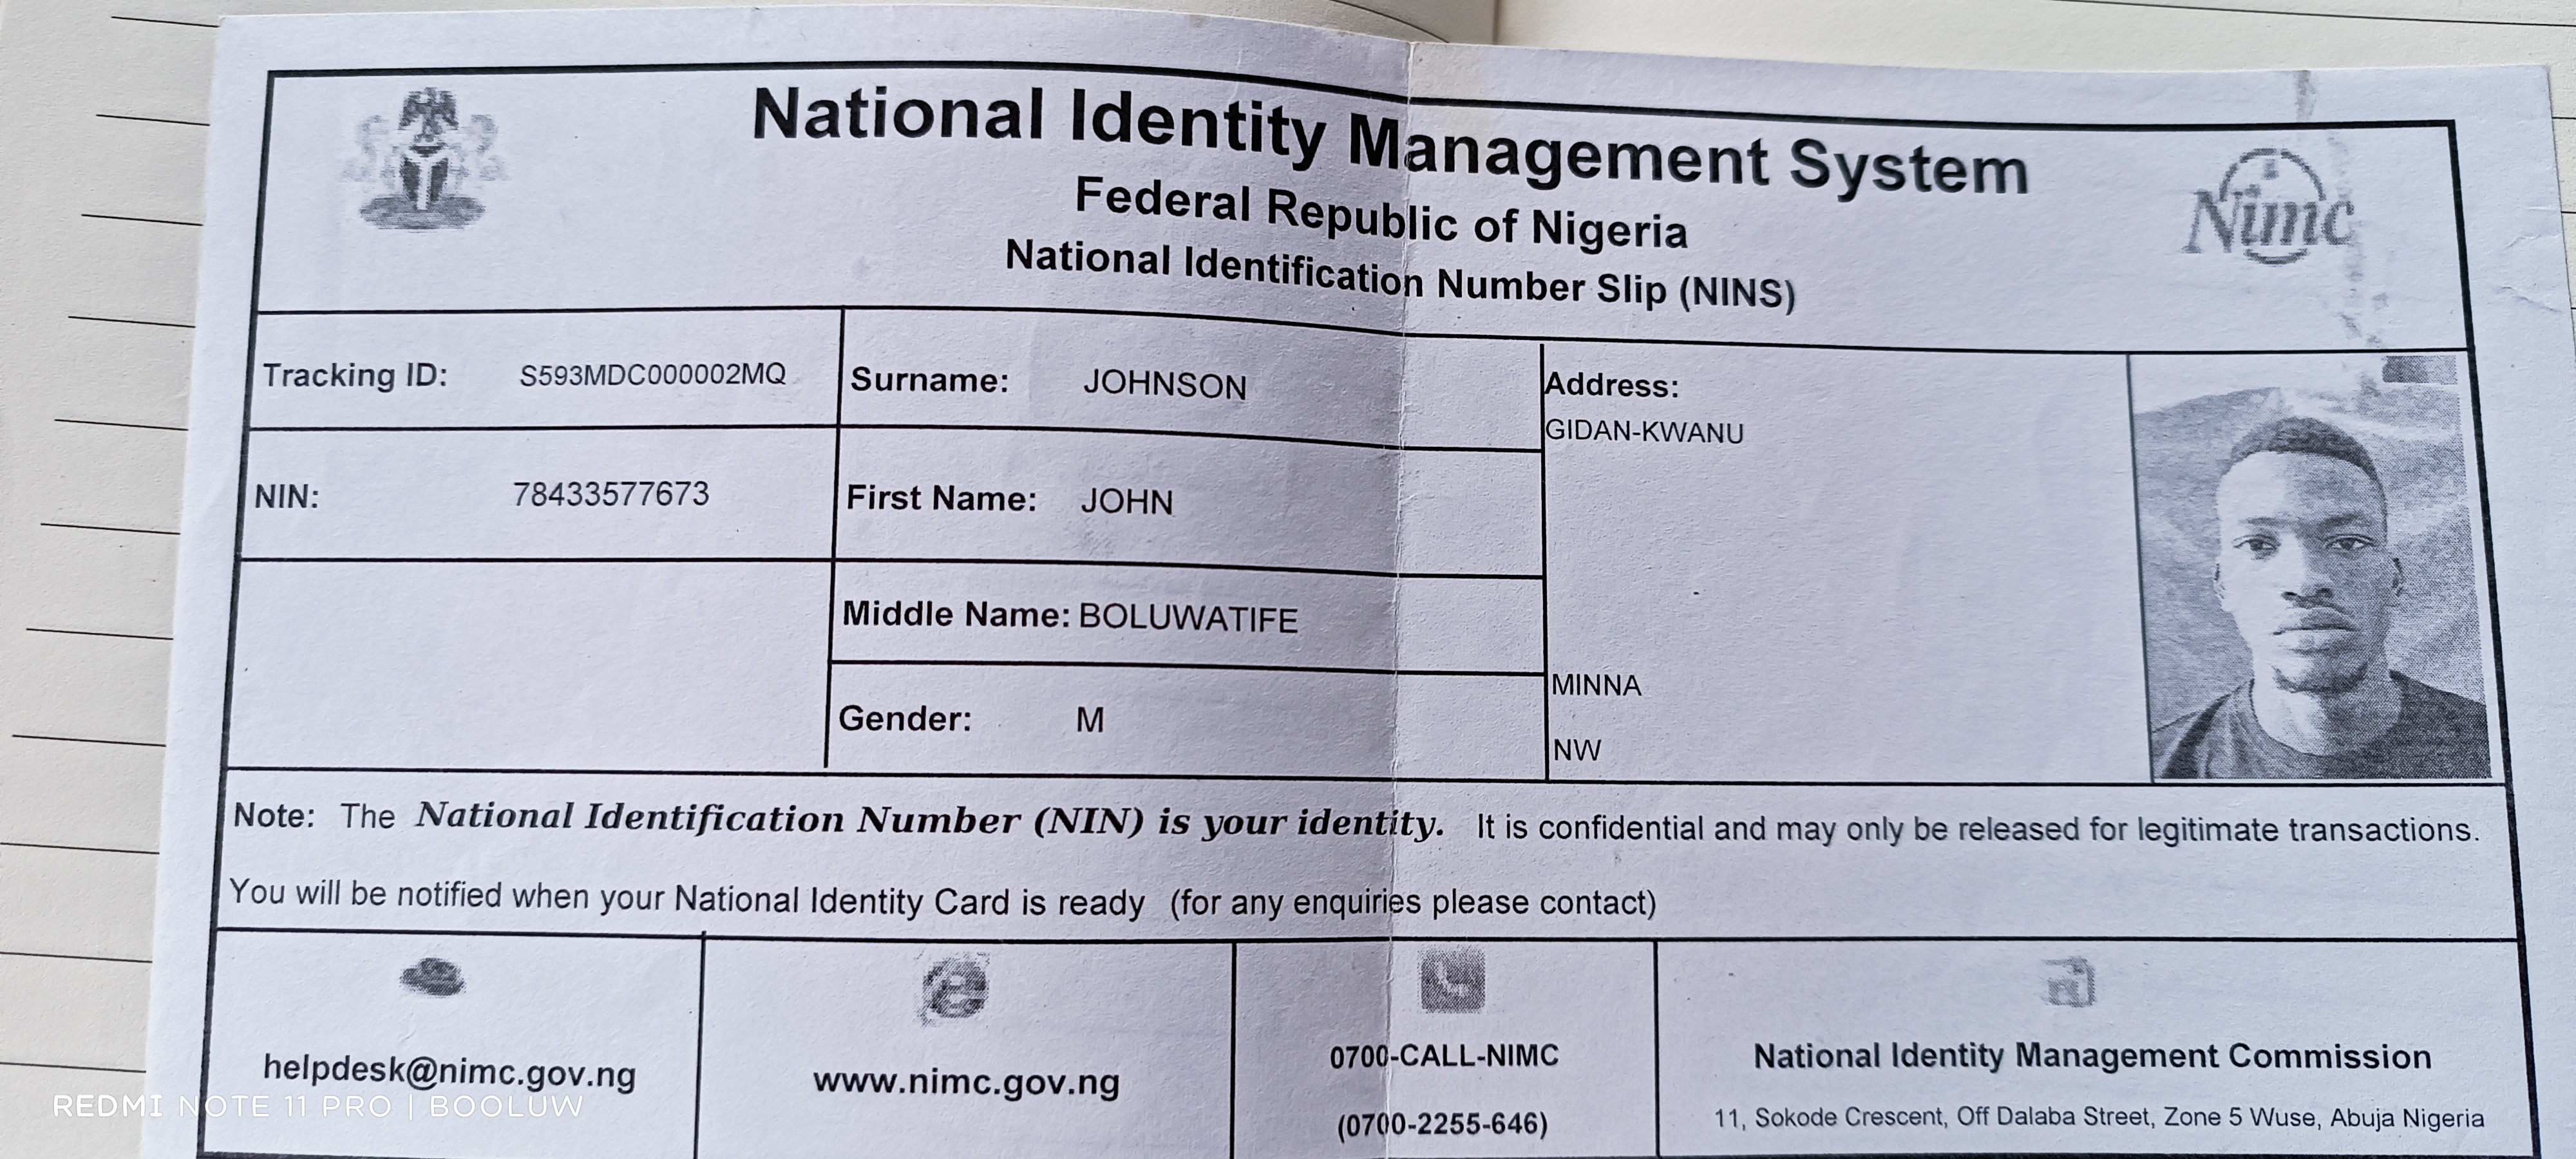 National Identity Management System
Federal Republic of Nigeria
National Identification Number Slip (NINS)
Nimc
Tracking ID: S593MDC000002MQ
NIN: 78433577673
Surname: JOHNSON
First Name: JOHN
Middle Name: BOLUWATIFE
Gender: M
Address:
GIDAN-KWANU
MINNA
NW
Note: The National Identification Number (NIN) is your identity. It is confidential and may only be released for legitimate transactions.
You will be notified when your National Identity Card is ready (for any enquiries please contact)
helpdesk@nimc.gov.ng
www.nimc.gov.ng
0700-CALL-NIMC
(0700-2255-646)
National Identity Management Commission
11, Sokode Crescent, Off Dalaba Street, Zone 5 Wuse, Abuja Nigeria
REDMI NOTE 11 PRO | BOOLUW